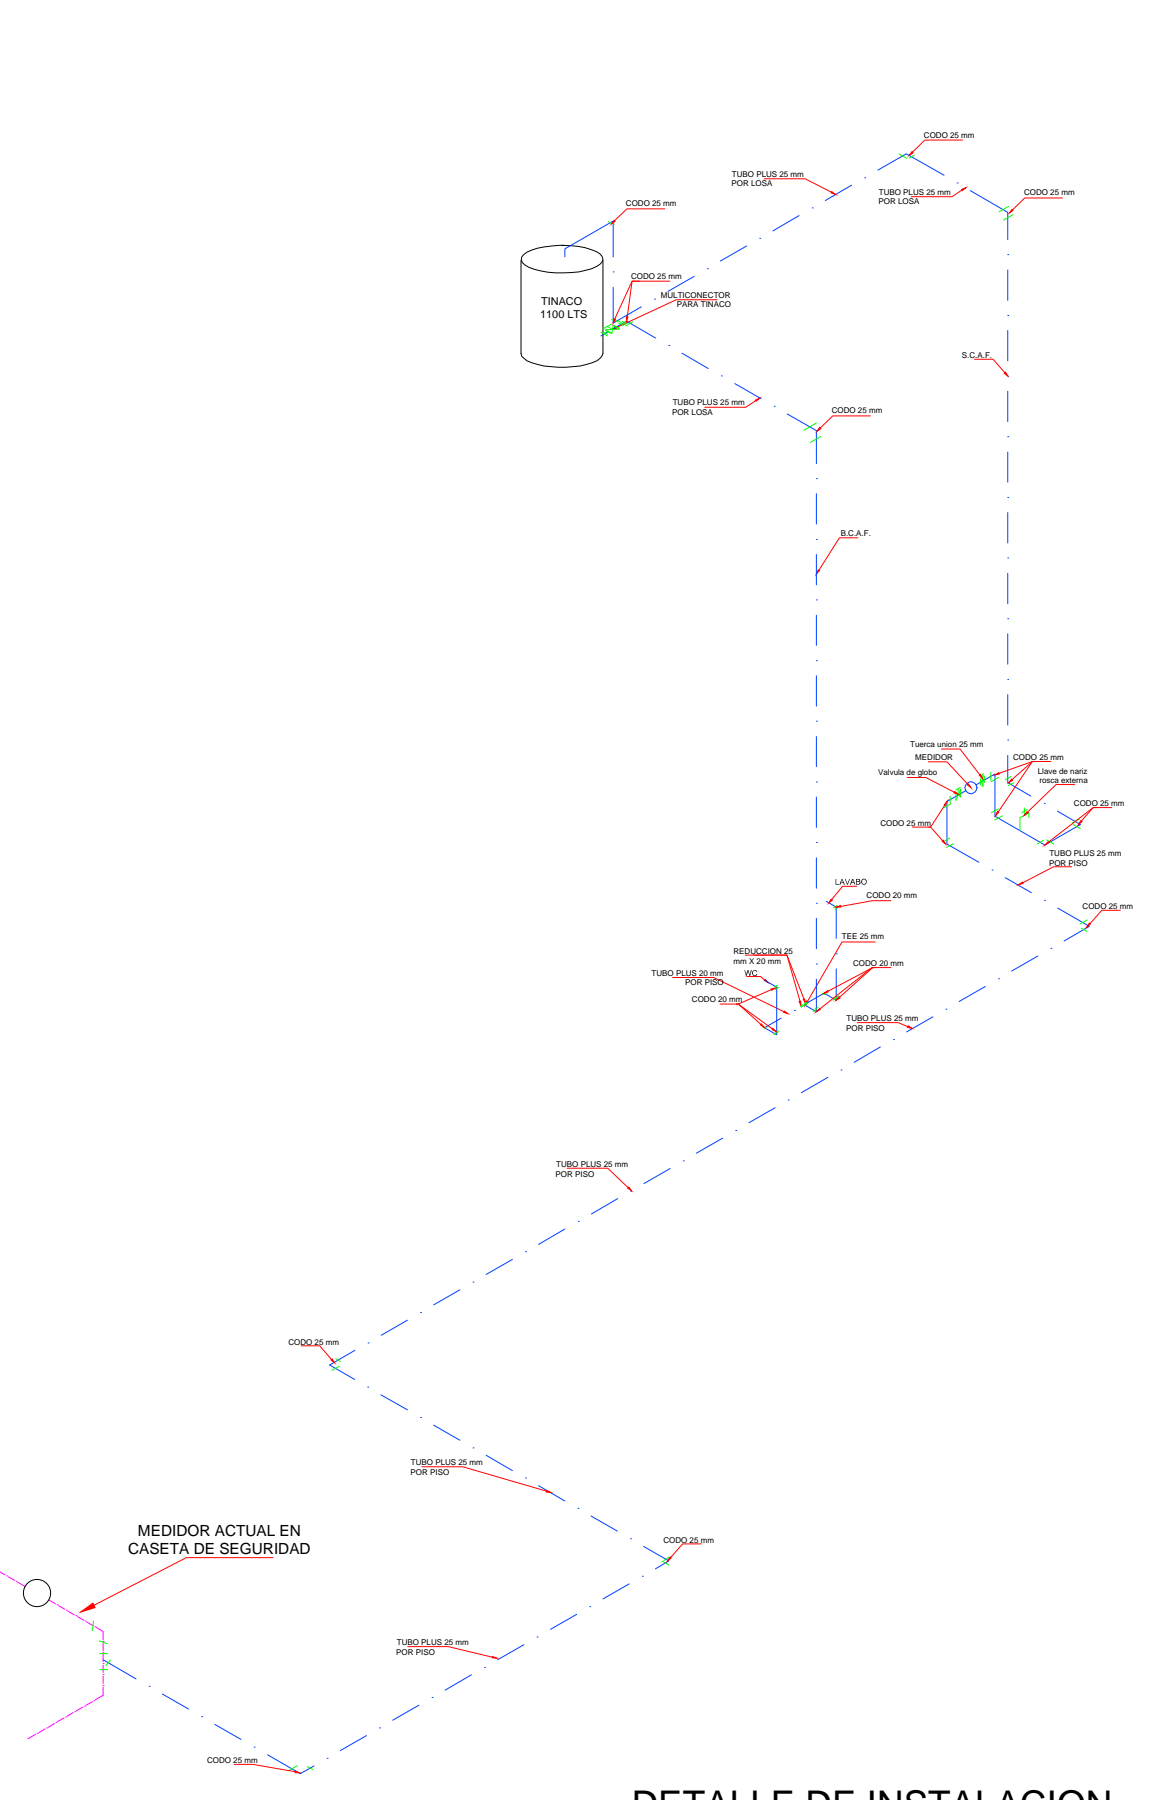 CODO 25 mm
TUBO PLUS 25 mm
POR LOSA
TUBO PLUS 25 mm
POR LOSA
CODO 25 mm
CODO 25 mm
CODO 25 mm
MULTICONECTOR
PARA TINACO
TINACO
1100 LTS
S.C.A.F.
TUBO PLUS 25 mm
POR LOSA
CODO 25 mm
B.C.A.F.
Tuerca union 25 mm
MEDIDOR
CODO 25 mm
Valvula de globo
Llave de nariz
rosca externa
CODO 25 mm
CODO 25 mm
TUBO PLUS 25 mm
POR PISO
LAVABO
CODO 20 mm
CODO 25 mm
TEE 25 mm
REDUCCION 25
mm X 20 mm
CODO 20 mm
WC
TUBO PLUS 20 mm
POR PISO
CODO 20 mm
TUBO PLUS 25 mm
POR PISO
TUBO PLUS 25 mm
POR PISO
CODO 25 mm
TUBO PLUS 25 mm
POR PISO
MEDIDOR ACTUAL EN
CASETA DE SEGURIDAD
CODO 25 mm
TUBO PLUS 25 mm
POR PISO
CODO 25 mm
DETALLE DE INSTALACION